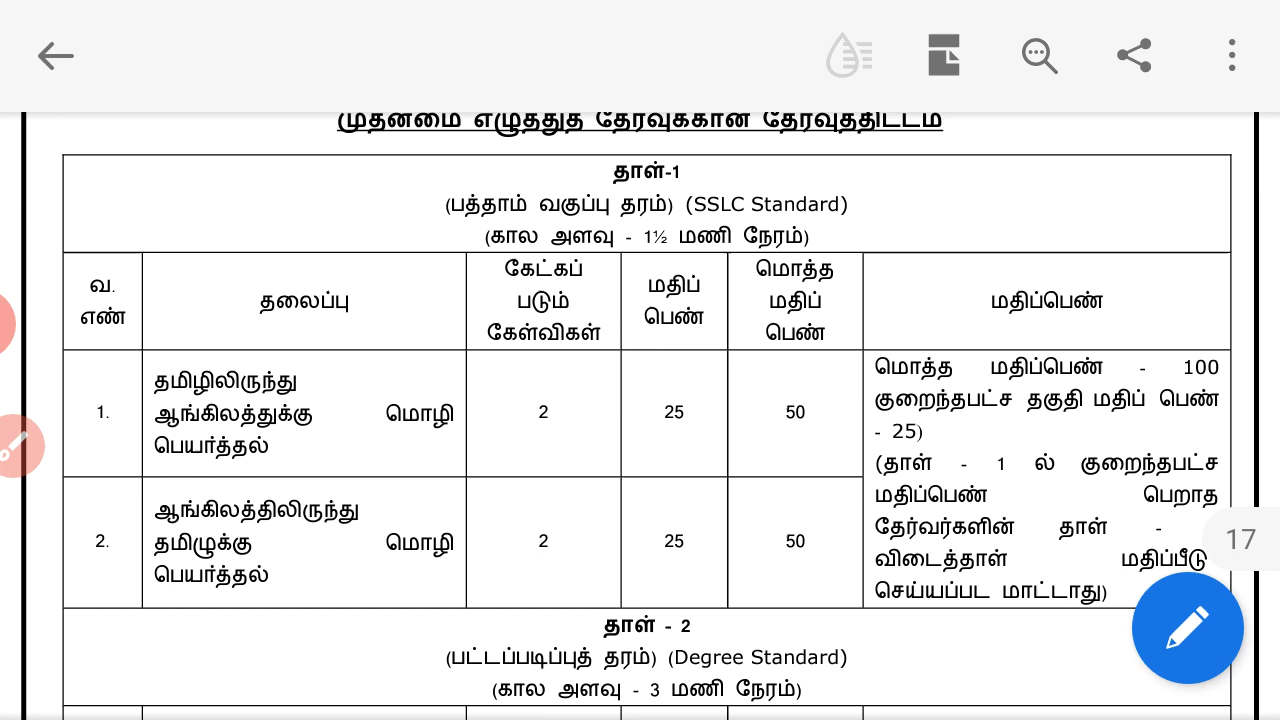 முதன்மை எழுத்துத் தேர்வுக்கான தேர்வுத்திட்டம்
தாள்-1
(பத்தாம் வகுப்பு தரம்) (SSLC Standard)
(கால அளவு - 1½ மணி நேரம்)
வ.
எண்
தலைப்பு
கேட்கப்
படும்
கேள்விகள்
மதிப்
பெண்
மொத்த
மதிப்
பெண்
மதிப்பெண்
1.
தமிழிலிருந்து
ஆங்கிலத்துக்கு மொழி
பெயர்த்தல்
2
25
50
மொத்த மதிப்பெண் - 100
குறைந்தபட்ச தகுதி மதிப் பெண்
- 25)
(தாள் - 1 ல் குறைந்தபட்ச
மதிப்பெண் பெறாத
தேர்வர்களின் தாள் -
விடைத்தாள் மதிப்பீடு
செய்யப்பட மாட்டாது)
2.
ஆங்கிலத்திலிருந்து
தமிழுக்கு மொழி
பெயர்த்தல்
2
25
50
17
தாள் - 2
(பட்டப்படிப்புத் தரம்) (Degree Standard)
(கால அளவு - 3 மணி நேரம்)